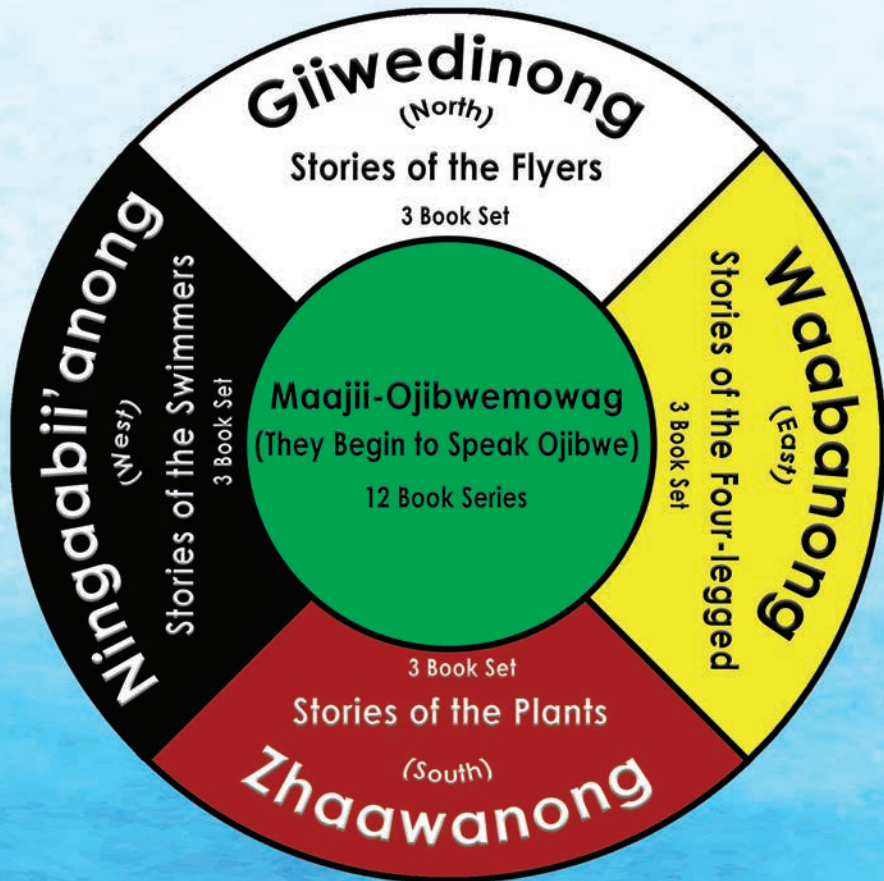 Giiwedinong
(North)
Stories of the Flyers
3 Book Set
Waabanong
(East)
Stories of the Four-legged
3 Book Set
3 Book Set
Stories of the Plants
(South)
Zhaawanong
Ningaabii'anong
(West)
Stories of the Swimmers
3 Book Set
Maajii-Ojibwemowag
(They Begin to Speak Ojibwe)
12 Book Series